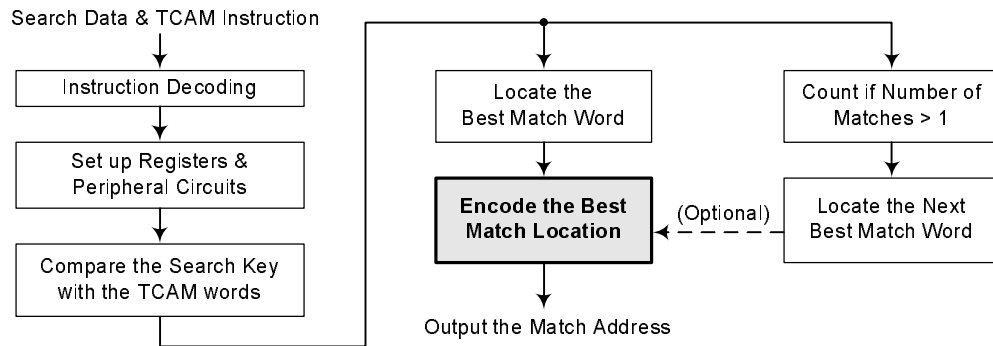 Search Data & TCAM Instruction
Instruction Decoding
Set up Registers &
Peripheral Circuits
Compare the Search Key
with the TCAM words
Locate the
Best Match Word
Encode the Best
Match Location
Output the Match Address
Count if Number of
Matches > 1
(Optional)
Locate the Next
Best Match Word